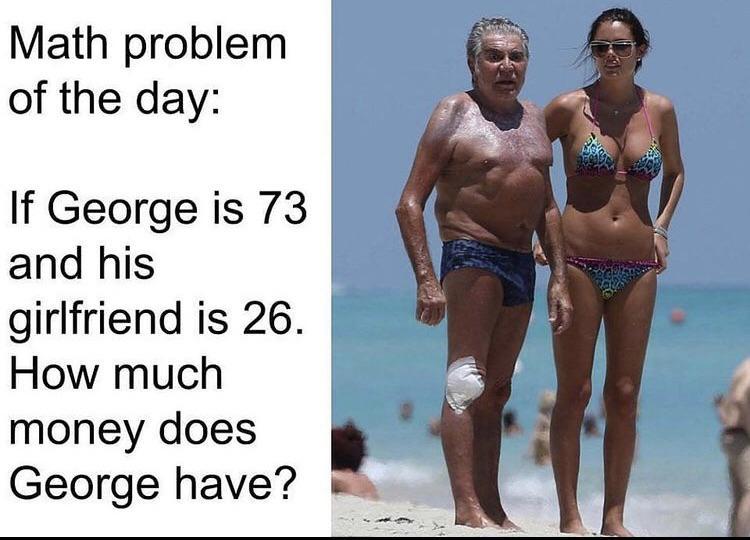 Math problem
of the day:
If George is 73
and his
girlfriend is 26.
How much
money does
George have?